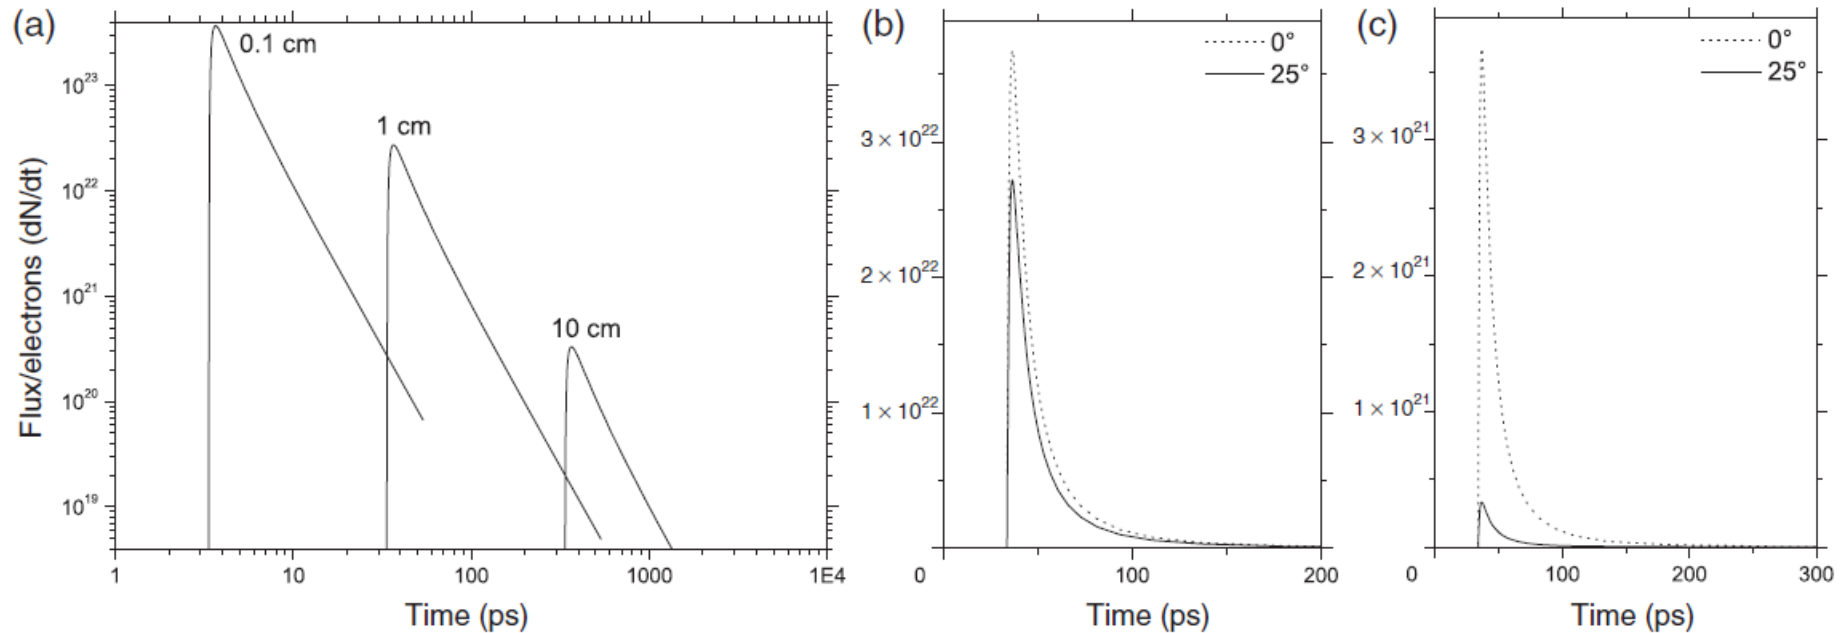 (a)
0.1 cm
1 cm
10 cm
10²³
10²²
10²¹
10²⁰
10¹⁹
Flux/electrons (dN/dt)
1
10
100
1000
1E4
Time (ps)
(b)
0°
25°
3 × 10²²
2 × 10²²
1 × 10²²
0
100
200
Time (ps)
(c)
0°
25°
3 × 10²¹
2 × 10²¹
1 × 10²¹
0
100
200
300
Time (ps)